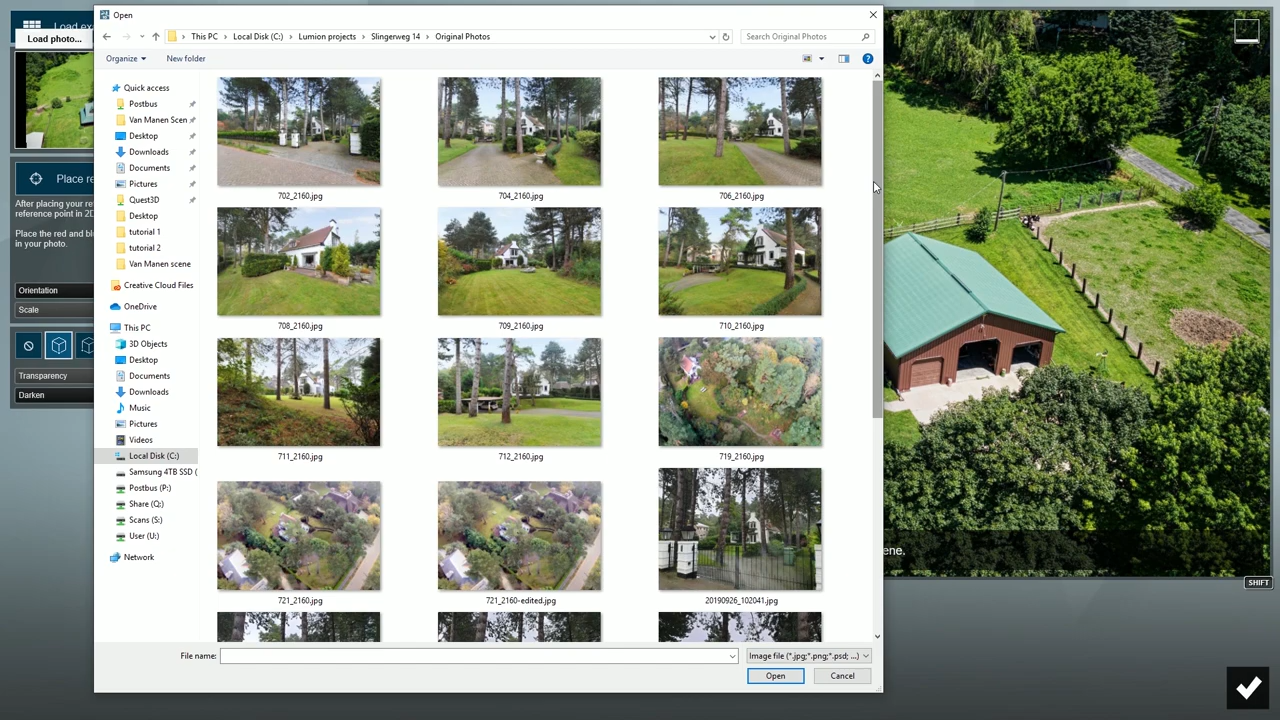 Open
This PC
Local Disk (C:)
Lumion projects
Slingerweg 14
Original Photos
Search Original Photos
Organize
New folder
Load photo...
Place re
After placing your re
reference point in 2D
Place the red and bl
in your photo.
Orientation
Scale
Transparency
Darken
Quick access
Postbus
Van Manen Scen
Desktop
Downloads
Documents
Pictures
Quest3D
Desktop
tutorial 1
tutorial 2
Van Manen scene
Creative Cloud Files
OneDrive
This PC
3D Objects
Desktop
Documents
Downloads
Music
Pictures
Videos
Local Disk (C:)
Samsung 4TB SSD (
Postbus (P:)
Share (Q:)
Scans (S:)
User (U:)
Network
702_2160.jpg
704_2160.jpg
706_2160.jpg
708_2160.jpg
709_2160.jpg
710_2160.jpg
711_2160.jpg
712_2160.jpg
719_2160.jpg
721_2160.jpg
721_2160-edited.jpg
20190926_102041.jpg
File name:
Image file (*.jpg;*.png;*.psd; ...)
Open
Cancel
ene.
SHIFT